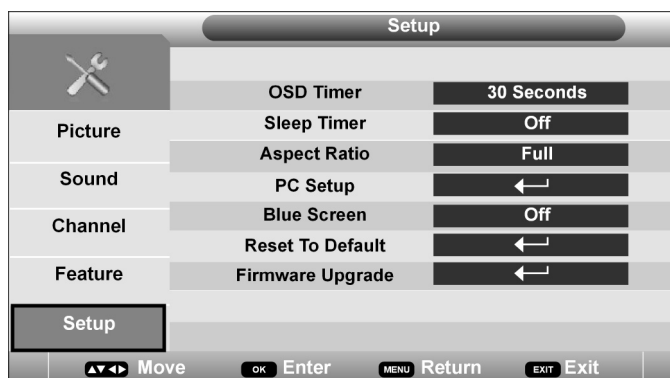 Setup
OSD Timer 30 Seconds
Sleep Timer Off
Aspect Ratio Full
PC Setup
Blue Screen Off
Reset To Default
Firmware Upgrade
Picture
Sound
Channel
Feature
Setup
Move OK Enter MENU Return EXIT Exit